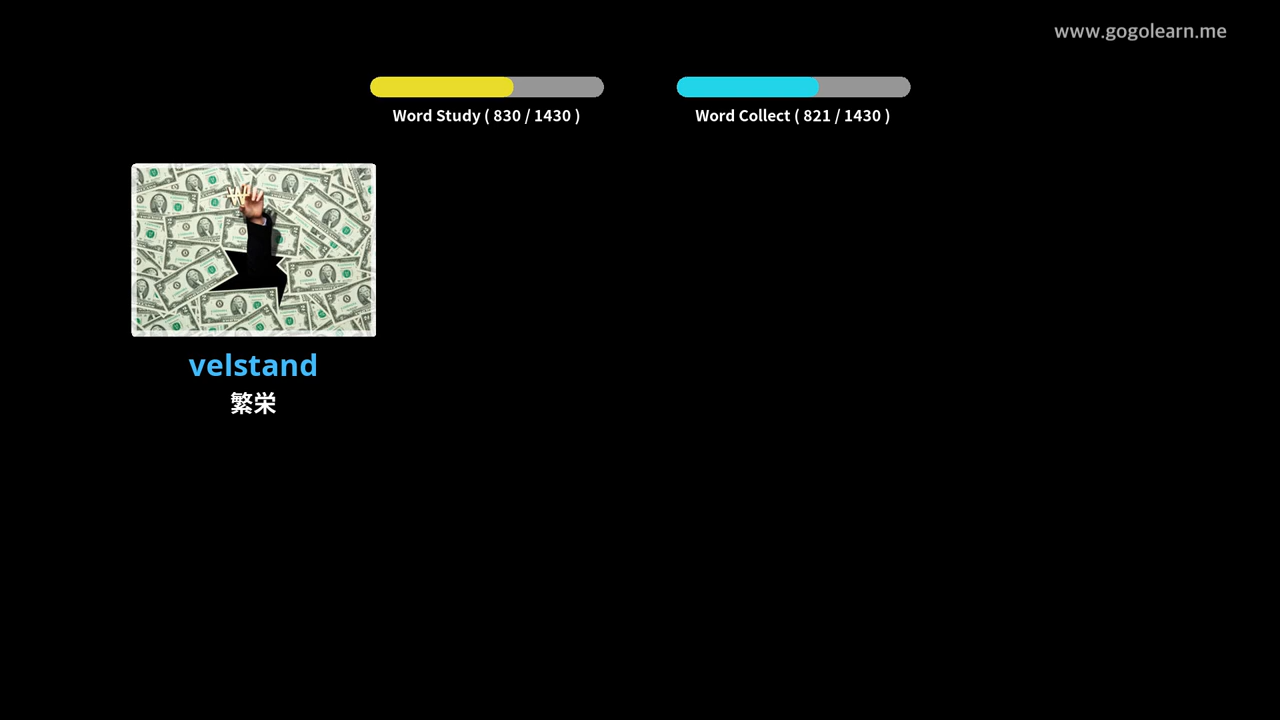 www.gogolearn.me
Word Study ( 830 / 1430 )
Word Collect ( 821 / 1430 )
₩
velstand
繁栄